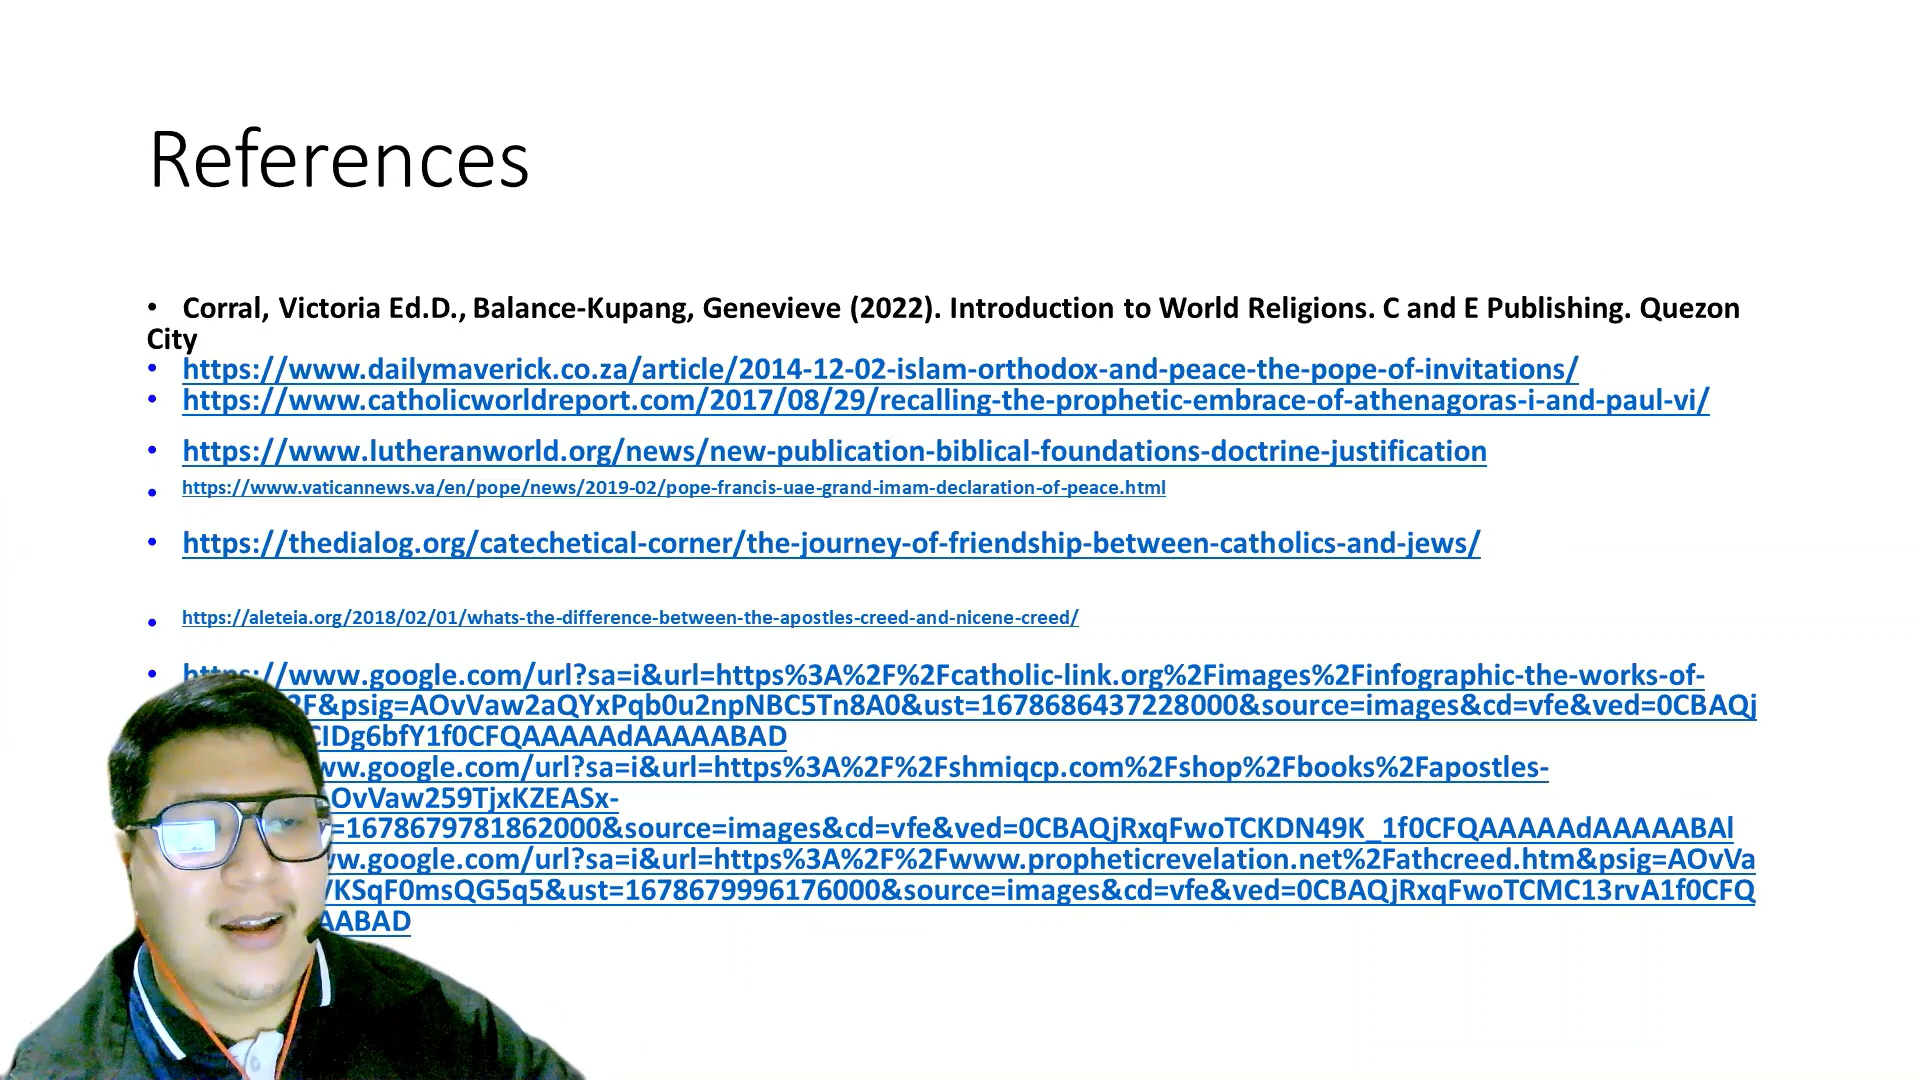 References
• Corral, Victoria Ed.D., Balance-Kupang, Genevieve (2022). Introduction to World Religions. C and E Publishing. Quezon
City
• https://www.dailymaverick.co.za/article/2014-12-02-islam-orthodox-and-peace-the-pope-of-invitations/
• https://www.catholicworldreport.com/2017/08/29/recalling-the-prophetic-embrace-of-athenagoras-i-and-paul-vi/
• https://www.lutheranworld.org/news/new-publication-biblical-foundations-doctrine-justification
• https://www.vaticannews.va/en/pope/news/2019-02/pope-francis-uae-grand-imam-declaration-of-peace.html
• https://thedialog.org/catechetical-corner/the-journey-of-friendship-between-catholics-and-jews/
• https://aleteia.org/2018/02/01/whats-the-difference-between-the-apostles-creed-and-nicene-creed/
• https://www.google.com/url?sa=i&url=https%3A%2F%2Fcatholic-link.org%2Fimages%2Finfographic-the-works-of-
2F&psig=AOvVaw2aQYxPqb0u2npNBC5Tn8A0&ust=1678686437228000&source=images&cd=vfe&ved=0CBAQj
CIDg6bfY1f0CFQAAAAAdAAAAABAD
ww.google.com/url?sa=i&url=https%3A%2F%2Fshmiqcp.com%2Fshop%2Fbooks%2Fapostles-
OvVaw259TjxKZEASx-
=1678679781862000&source=images&cd=vfe&ved=0CBAQjRxqFwoTCKDN49K_1f0CFQAAAAAdAAAAABAl
ww.google.com/url?sa=i&url=https%3A%2F%2Fwww.propheticrevelation.net%2Fathcreed.htm&psig=AOvVa
KSqF0msQG5q5&ust=1678679996176000&source=images&cd=vfe&ved=0CBAQjRxqFwoTCMC13rvA1f0CFQ
AABAD